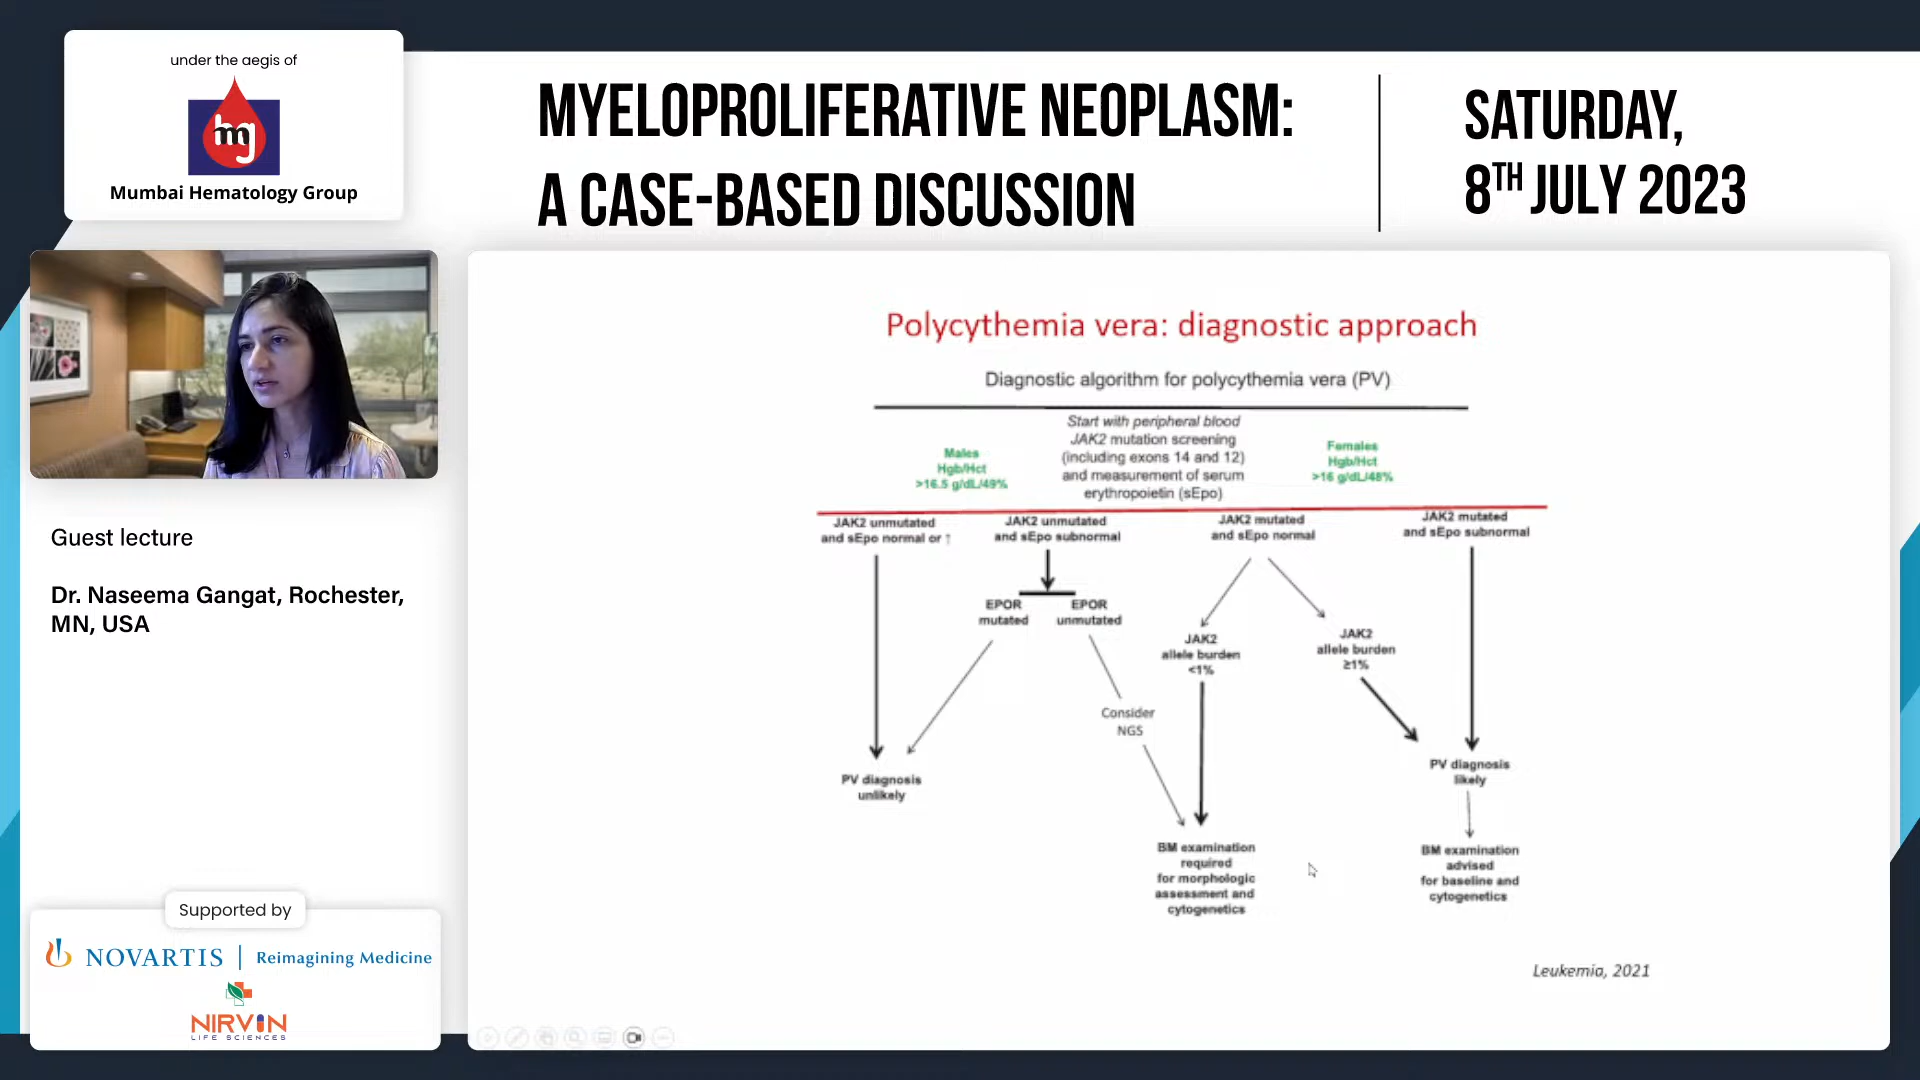 under the aegis of
hmg
Mumbai Hematology Group
MYELOPROLIFERATIVE NEOPLASM:
A CASE-BASED DISCUSSION
SATURDAY,
8TH JULY 2023
Guest lecture
Dr. Naseema Gangat, Rochester,
MN, USA
Supported by
NOVARTIS | Reimagining Medicine
NIRVIN
LIFE SCIENCES
Polycythemia vera: diagnostic approach
Diagnostic algorithm for polycythemia vera (PV)
Start with peripheral blood
JAK2 mutation screening
(including exons 14 and 12)
and measurement of serum
erythropoietin (sEpo)
Males
Hgb/Hct
>16.5 g/dL/49%
Females
Hgb/Hct
>16 g/dL/48%
JAK2 unmutated
and sEpo normal or ↑
JAK2 unmutated
and sEpo subnormal
JAK2 mutated
and sEpo normal
JAK2 mutated
and sEpo subnormal
EPOR
mutated
EPOR
unmutated
JAK2
allele burden
<1%
JAK2
allele burden
≥1%
Consider
NGS
PV diagnosis
unlikely
PV diagnosis
likely
BM examination
required
for morphologic
assessment and
cytogenetics
BM examination
advised
for baseline and
cytogenetics
Leukemia, 2021